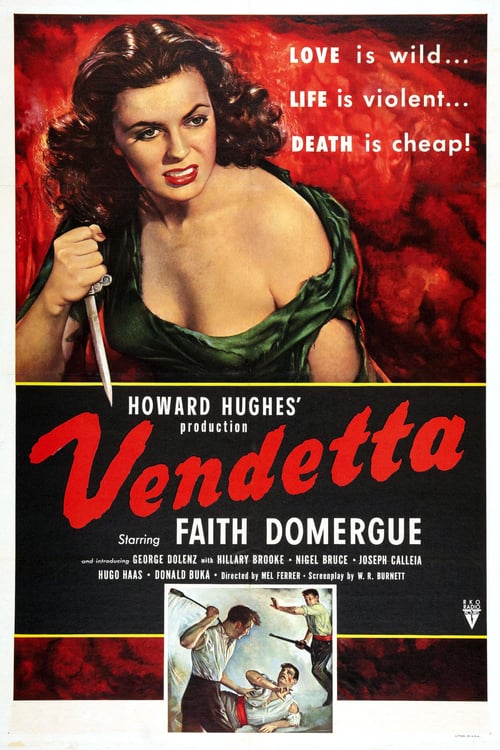 LOVE is wild...
LIFE is violent...
DEATH is cheap!
HOWARD HUGHES'
production
Vendetta
Starring FAITH DOMERGUE
and introducing GEORGE DOLENZ with HILLARY BROOKE • NIGEL BRUCE • JOSEPH CALLEIA
HUGO HAAS • DONALD BUKA • Directed by MEL FERRER • Screenplay by W. R. BURNETT
RKO
RADIO